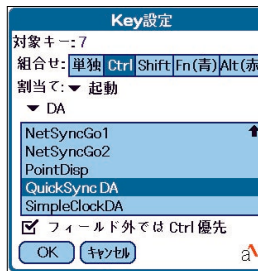 Key設定
対象キー: 7
組合せ: 単独 Ctrl Shift Fn(青) Alt(赤
割当て: ▼ 起動
▼ DA
NetSyncGo1
NetSyncGo2
PointDisp
QuickSync DA
SimpleClockDA
フィールド外では Ctrl 優先
OK キャンセル a